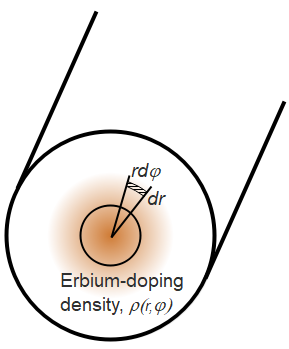 rdφ
dr
Erbium-doping
density, ρ(r,φ)